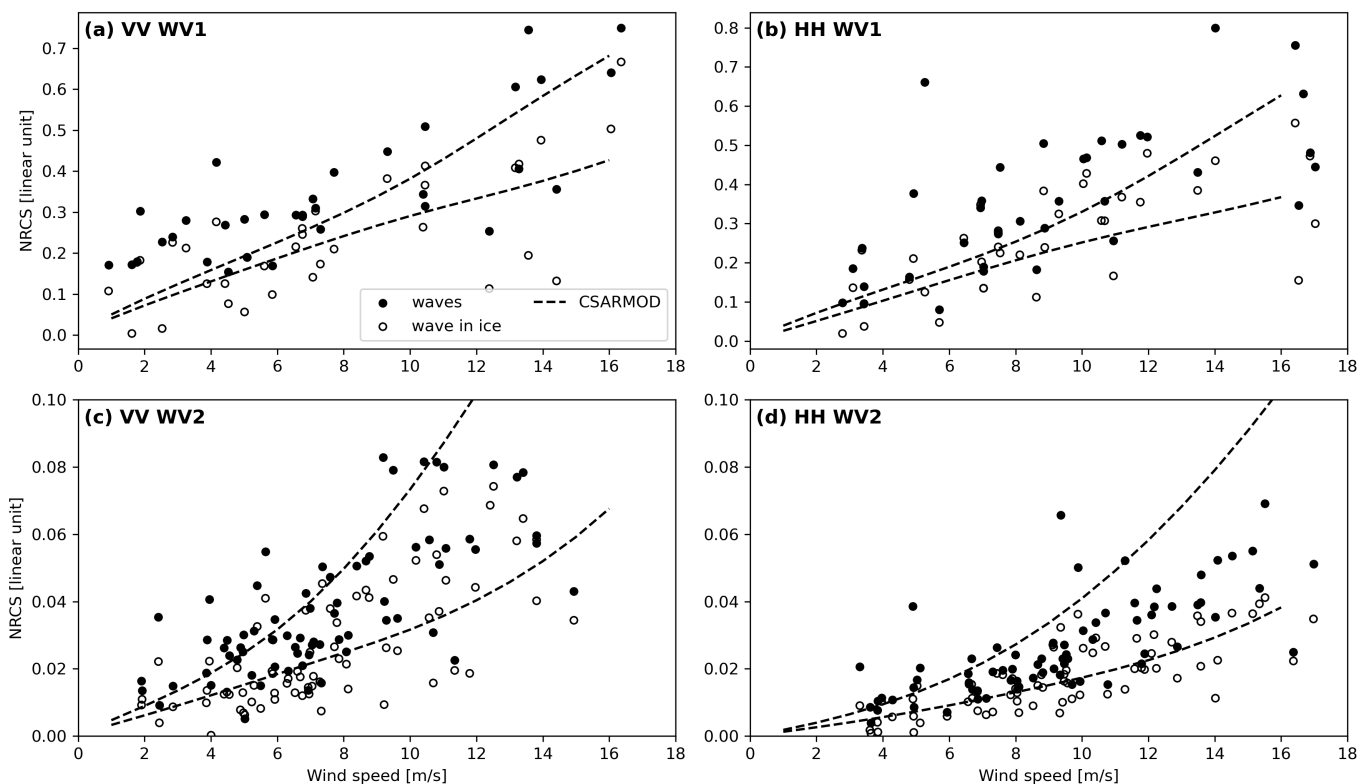 (a) VV WV1
NRCS [linear unit]
0.7
0.6
0.5
0.4
0.3
0.2
0.1
0.0
0 2 4 6 8 10 12 14 16 18
waves
wave in ice
CSARMOD
(b) HH WV1
0.8
0.7
0.6
0.5
0.4
0.3
0.2
0.1
0.0
0 2 4 6 8 10 12 14 16 18
(c) VV WV2
NRCS [linear unit]
0.10
0.08
0.06
0.04
0.02
0.00
0 2 4 6 8 10 12 14 16 18
Wind speed [m/s]
(d) HH WV2
0.10
0.08
0.06
0.04
0.02
0.00
0 2 4 6 8 10 12 14 16 18
Wind speed [m/s]